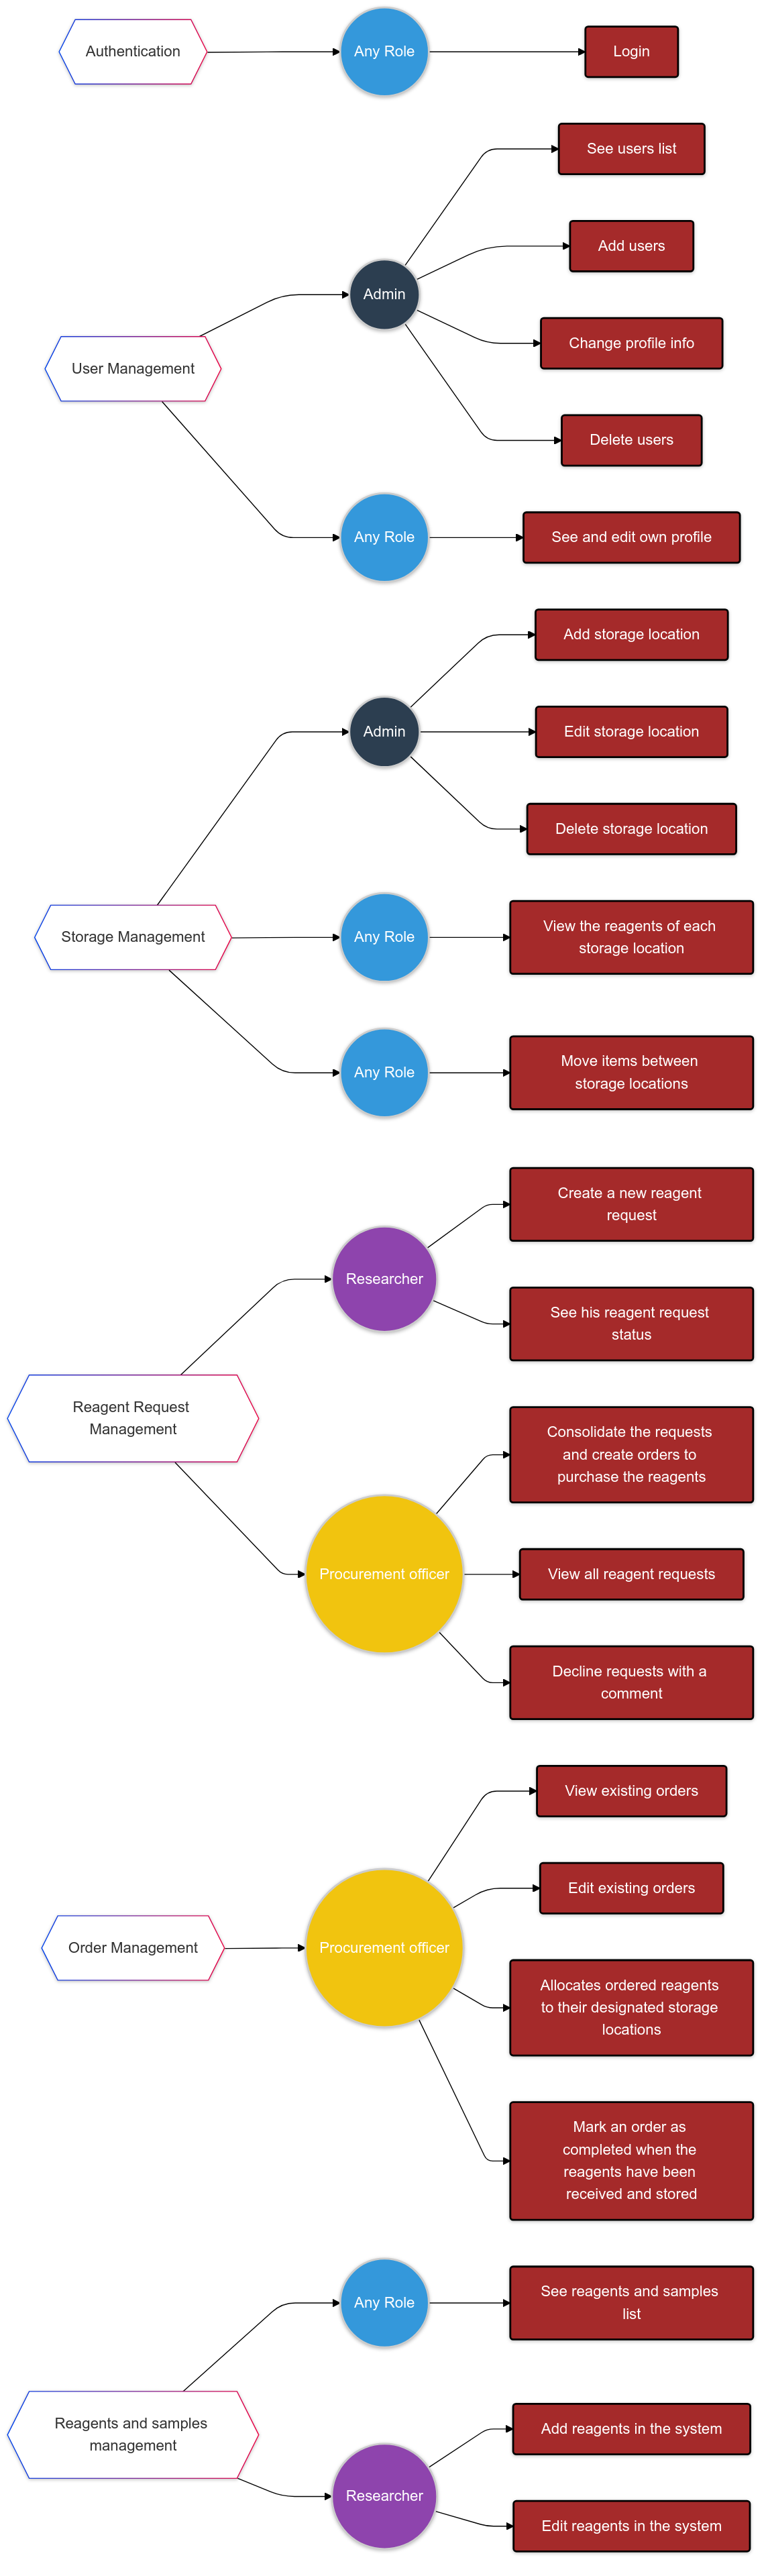 Authentication
Any Role
Login
See users list
Add users
Admin
Change profile info
User Management
Delete users
Any Role
See and edit own profile
Add storage location
Admin
Edit storage location
Delete storage location
Storage Management
Any Role
View the reagents of each
storage location
Any Role
Move items between
storage locations
Create a new reagent
request
Researcher
See his reagent request
status
Reagent Request
Management
Consolidate the requests
and create orders to
purchase the reagents
Procurement officer
View all reagent requests
Decline requests with a
comment
View existing orders
Edit existing orders
Order Management
Procurement officer
Allocates ordered reagents
to their designated storage
locations
Mark an order as
completed when the
reagents have been
received and stored
Any Role
See reagents and samples
list
Reagents and samples
management
Add reagents in the system
Researcher
Edit reagents in the system